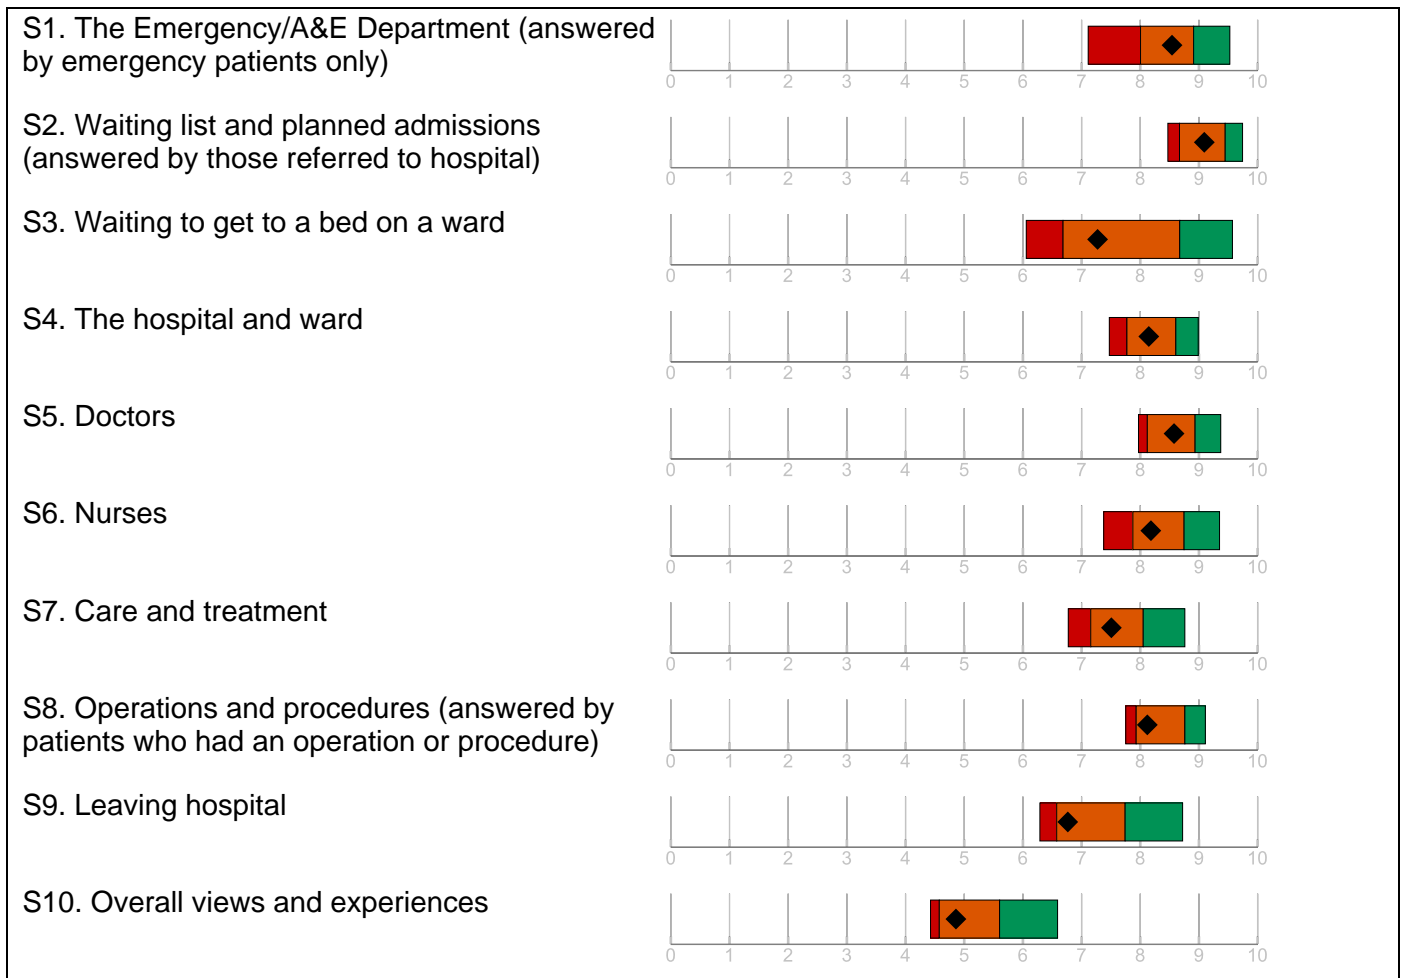 S1. The Emergency/A&E Department (answered
by emergency patients only)
0 1 2 3 4 5 6 7 8 9 10
S2. Waiting list and planned admissions
(answered by those referred to hospital)
0 1 2 3 4 5 6 7 8 9 10
S3. Waiting to get to a bed on a ward
0 1 2 3 4 5 6 7 8 9 10
S4. The hospital and ward
0 1 2 3 4 5 6 7 8 9 10
S5. Doctors
0 1 2 3 4 5 6 7 8 9 10
S6. Nurses
0 1 2 3 4 5 6 7 8 9 10
S7. Care and treatment
0 1 2 3 4 5 6 7 8 9 10
S8. Operations and procedures (answered by
patients who had an operation or procedure)
0 1 2 3 4 5 6 7 8 9 10
S9. Leaving hospital
0 1 2 3 4 5 6 7 8 9 10
S10. Overall views and experiences
0 1 2 3 4 5 6 7 8 9 10